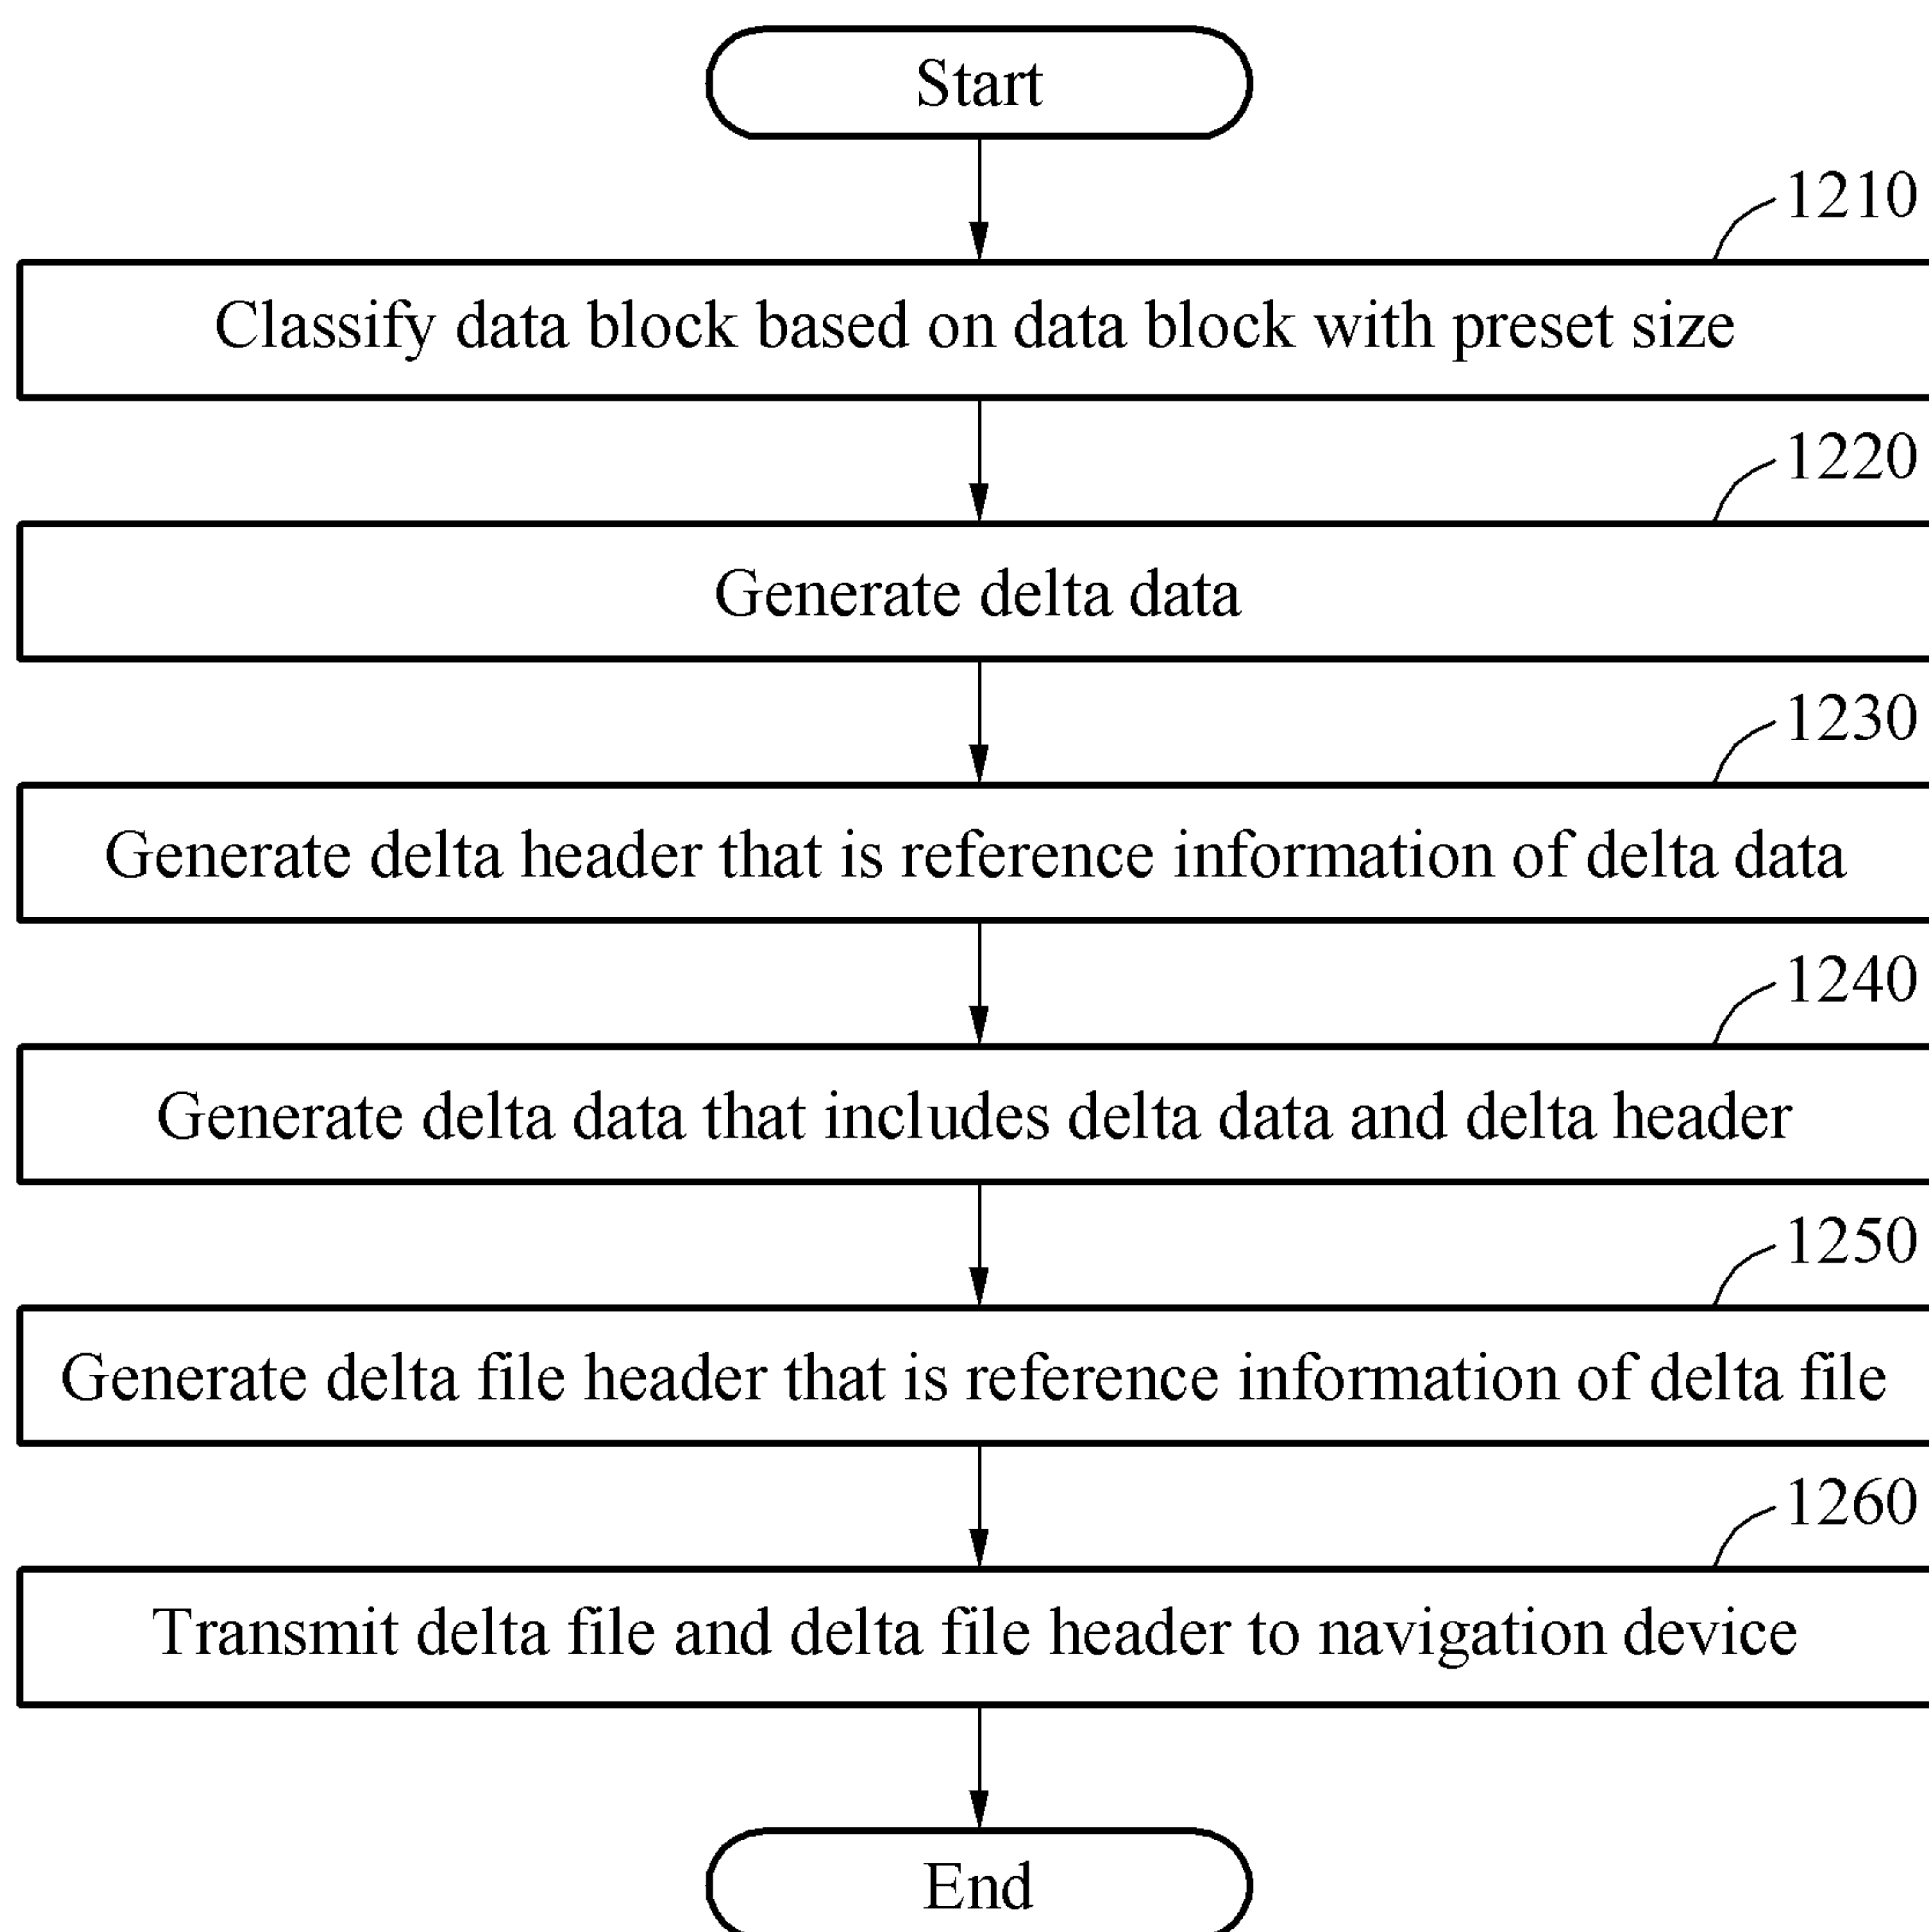 Start
1210
Classify data block based on data block with preset size
1220
Generate delta data
1230
Generate delta header that is reference information of delta data
1240
Generate delta data that includes delta data and delta header
1250
Generate delta file header that is reference information of delta file
1260
Transmit delta file and delta file header to navigation device
End